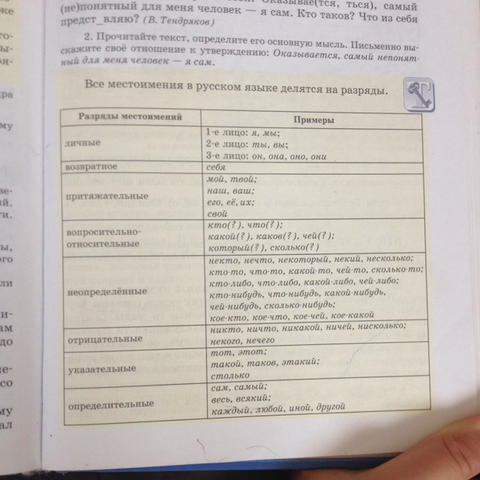 (не)понятный для меня человек — я сам. Кто таков? Что из себя
предст_вляю? (В. Тендряков)
2. Прочитайте текст, определите его основную мысль. Письменно вы-
скажите своё отношение к утверждению: Оказывается, самый непонят-
ный для меня человек — я сам.
Все местоимения в русском языке делятся на разряды.
Разряды местоимений
Примеры
личные
1-е лицо: я, мы;
2-е лицо: ты, вы;
3-е лицо: он, она, оно, они
возвратное
себя
притяжательные
мой, твой;
наш, ваш;
его, её, их;
свой
вопросительно-
относительные
кто(?), что(?);
какой(?), каков(?), чей(?);
который(?), сколько(?)
неопределённые
некто, нечто, некоторый, некий, несколько;
кто-то, что-то, какой-то, чей-то, сколько-то;
кто-либо, что-либо, какой-либо, чей-либо;
кто-нибудь, что-нибудь, какой-нибудь,
чей-нибудь, сколько-нибудь;
кое-кто, кое-что, кое-чей, кое-какой
отрицательные
никто, ничто, никакой, ничей, нисколько;
некого, нечего
указательные
тот, этот;
такой, таков, этакий;
столько
определительные
сам, самый;
весь, всякий;
каждый, любой, иной, другой